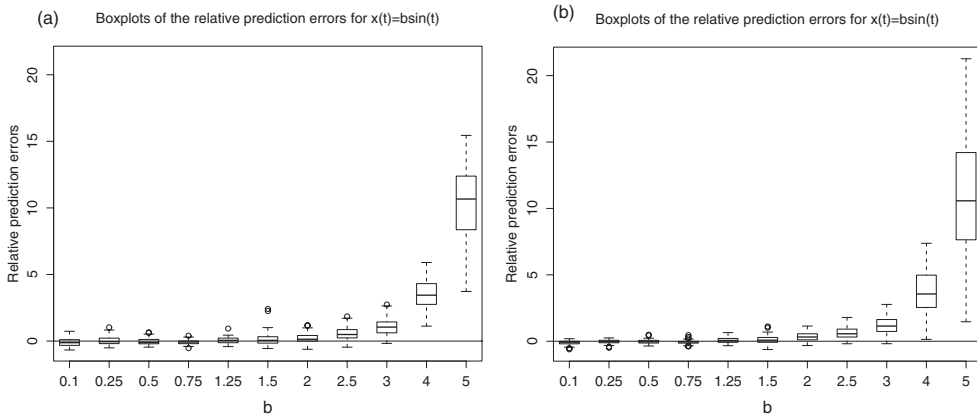 (a)
Boxplots of the relative prediction errors for x(t)=bsin(t)
Relative prediction errors
20
15
10
5
0
0.1 0.25 0.5 0.75 1.25 1.5 2 2.5 3 4 5
b
(b)
Boxplots of the relative prediction errors for x(t)=bsin(t)
Relative prediction errors
20
15
10
5
0
0.1 0.25 0.5 0.75 1.25 1.5 2 2.5 3 4 5
b